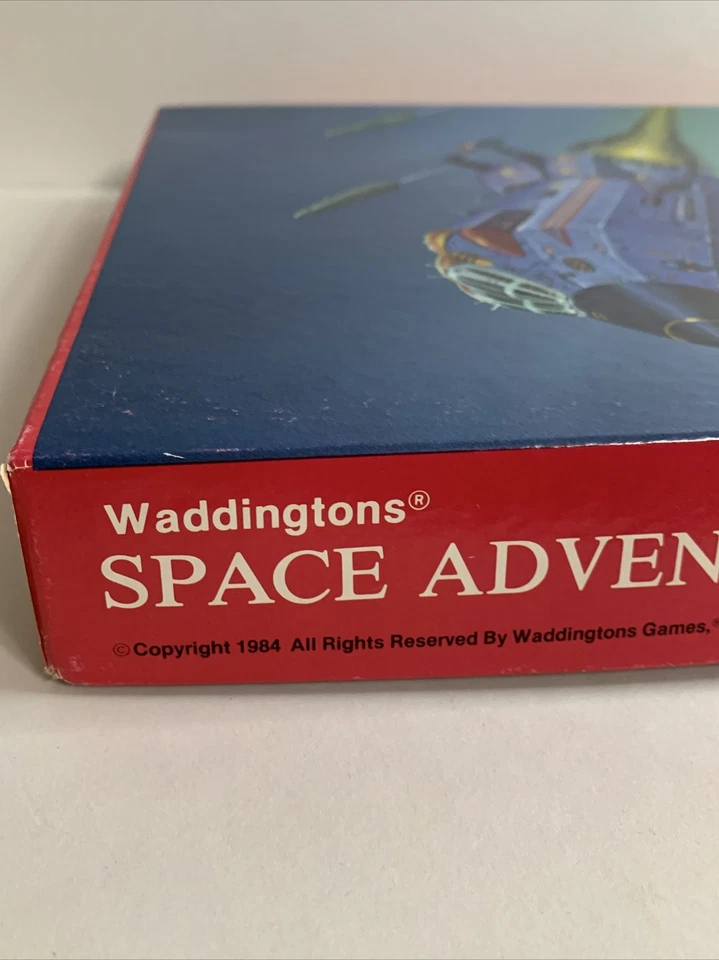 Waddingtons®
SPACE ADVEN
© Copyright 1984 All Rights Reserved By Waddingtons Games,®